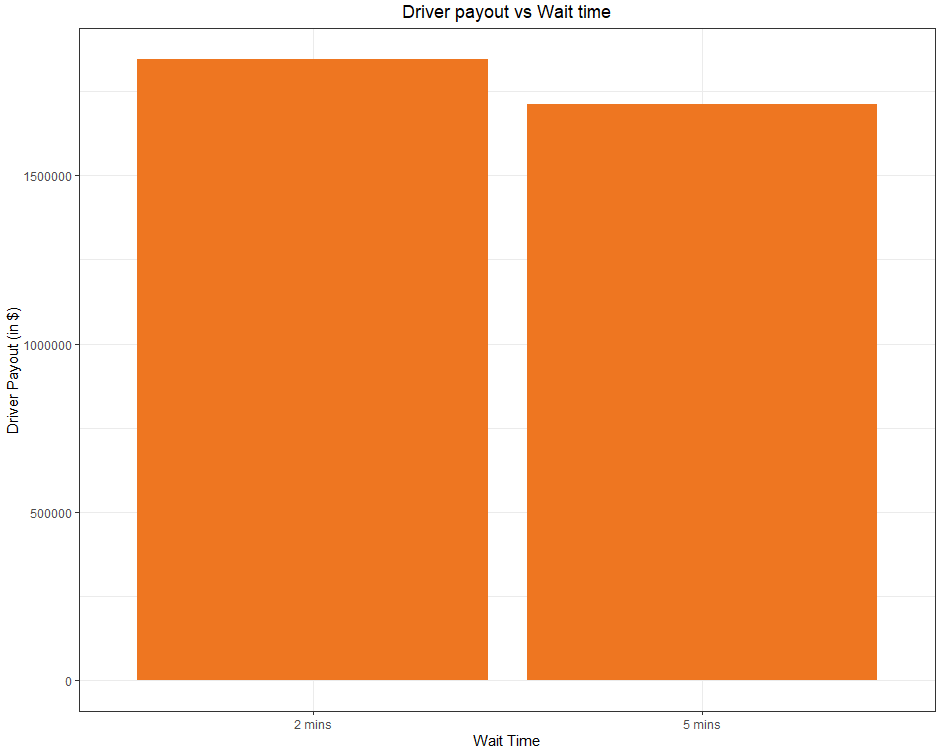 Driver payout vs Wait time
Driver Payout (in $)
1500000
1000000
500000
0
2 mins
5 mins
Wait Time